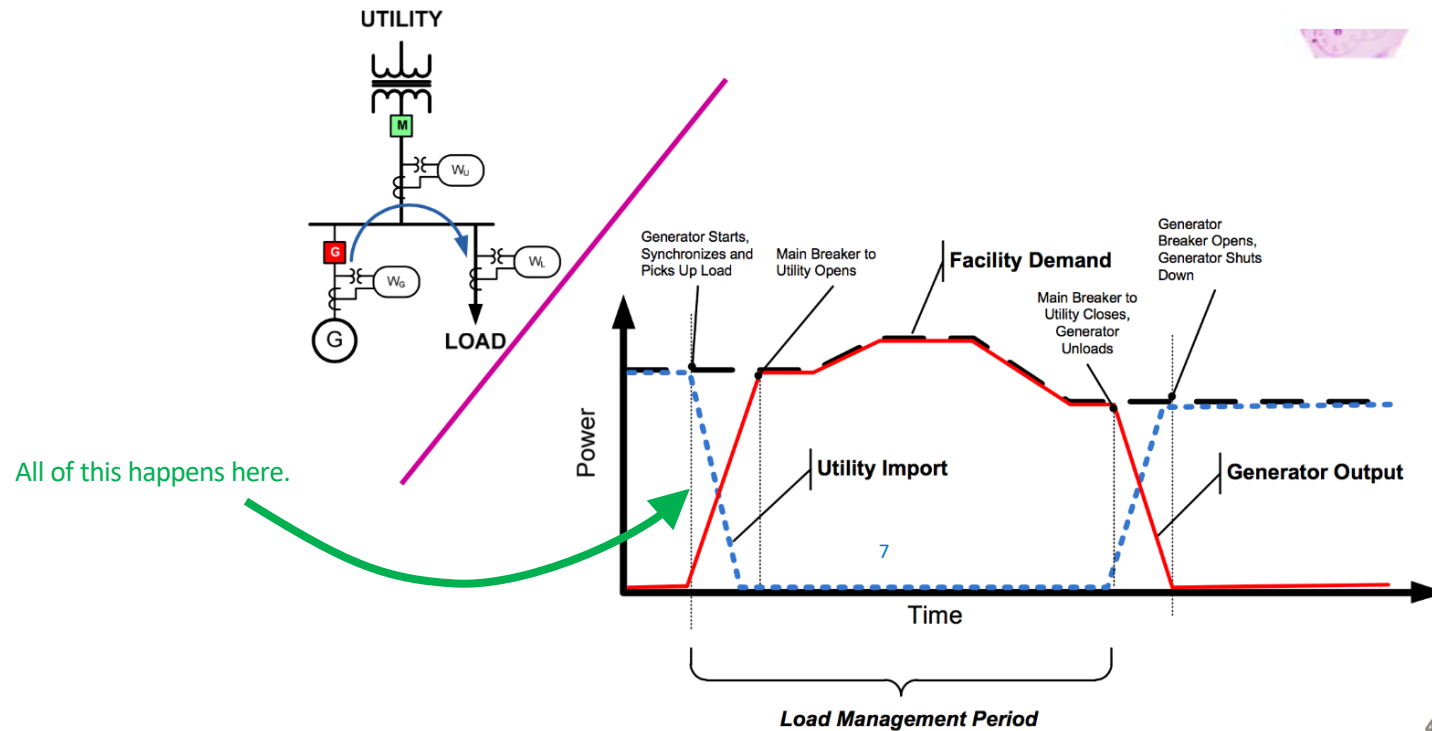 UTILITY
M
WU
G
WG
WL
G
LOAD
All of this happens here.
Generator Starts,
Synchronizes and
Picks Up Load
Main Breaker to
Utility Opens
Facility Demand
Generator
Breaker Opens,
Generator Shuts
Down
Main Breaker to
Utility Closes,
Generator
Unloads
Power
Utility Import
Generator Output
7
Time
Load Management Period